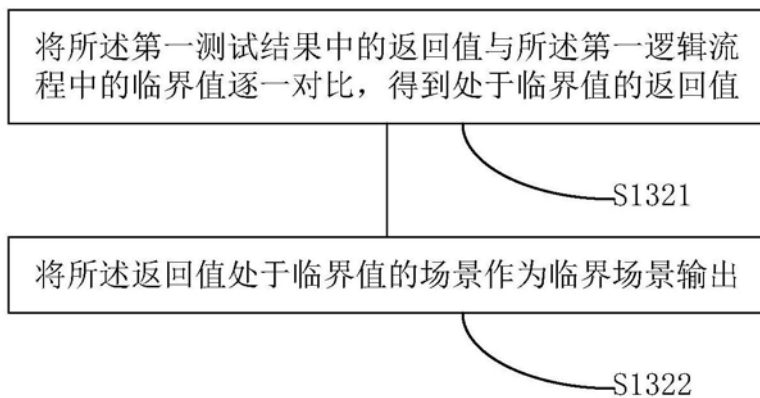 将所述第一测试结果中的返回值与所述第一逻辑流
程中的临界值逐一对比，得到处于临界值的返回值
S1321
将所述返回值处于临界值的场景作为临界场景输出
S1322